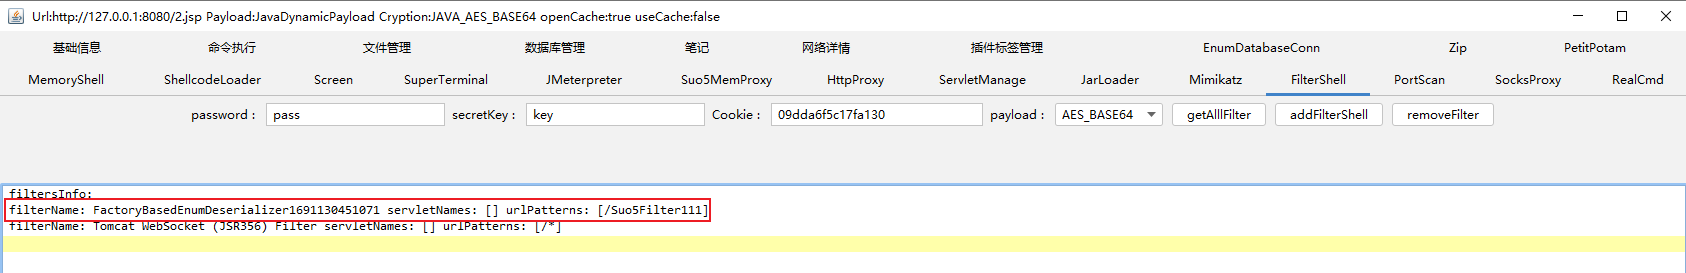 Url:http://127.0.0.1:8080/2.jsp Payload:JavaDynamicPayload Cryption:JAVA_AES_BASE64 openCache:true useCache:false
基础信息 命令执行 文件管理 数据库管理 笔记 网络详情 插件标签管理 EnumDatabaseConn Zip PetitPotam
MemoryShell ShellcodeLoader Screen SuperTerminal JMeterpreter Suo5MemProxy HttpProxy ServletManage JarLoader Mimikatz FilterShell PortScan SocksProxy RealCmd
password : pass secretKey : key Cookie : 09dda6f5c17fa130 payload : AES_BASE64 getAlllFilter addFilterShell removeFilter
filtersInfo:
filterName: FactoryBasedEnumDeserializer1691130451071 servletNames: [] urlPatterns: [/Suo5Filter111]
filterName: Tomcat WebSocket (JSR356) Filter servletNames: [] urlPatterns: [/*]